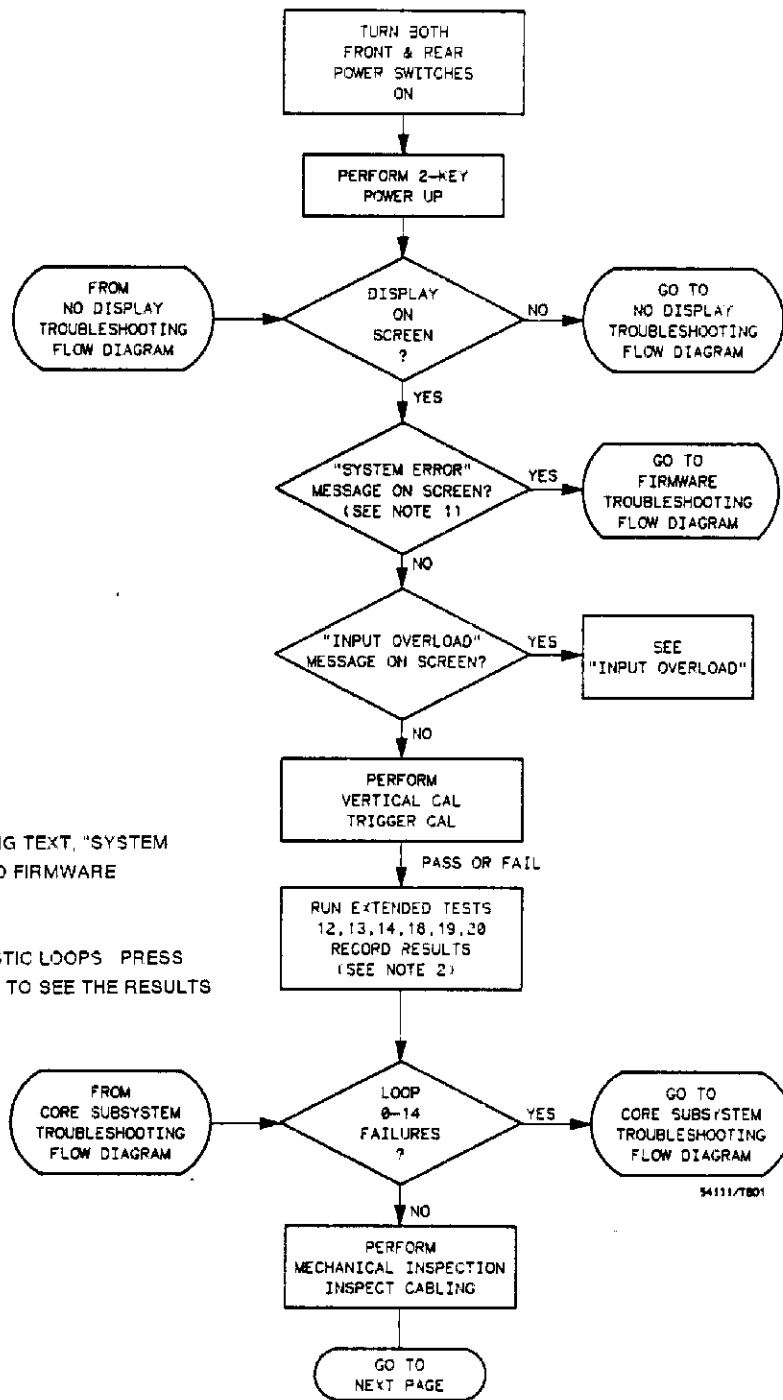 TURN BOTH
FRONT & REAR
POWER SWITCHES
ON
PERFORM 2-KEY
POWER UP
FROM
NO DISPLAY
TROUBLESHOOTING
FLOW DIAGRAM
DISPLAY
ON
SCREEN
?
NO
GO TO
NO DISPLAY
TROUBLESHOOTING
FLOW DIAGRAM
YES
"SYSTEM ERROR"
MESSAGE ON SCREEN?
(SEE NOTE 1)
YES
GO TO
FIRMWARE
TROUBLESHOOTING
FLOW DIAGRAM
NO
"INPUT OVERLOAD"
MESSAGE ON SCREEN?
YES
SEE
"INPUT OVERLOAD"
NO
PERFORM
VERTICAL CAL
TRIGGER CAL
NG TEXT, "SYSTEM
D FIRMWARE
PASS OR FAIL
RUN EXTENDED TESTS
12,13,14,18,19,20
RECORD RESULTS
(SEE NOTE 2)
STIC LOOPS PRESS
TO SEE THE RESULTS
FROM
CORE SUBSYSTEM
TROUBLESHOOTING
FLOW DIAGRAM
LOOP
0-14
FAILURES
?
YES
GO TO
CORE SUBSYSTEM
TROUBLESHOOTING
FLOW DIAGRAM
54111/TB01
NO
PERFORM
MECHANICAL INSPECTION
INSPECT CABLING
GO TO
NEXT PAGE